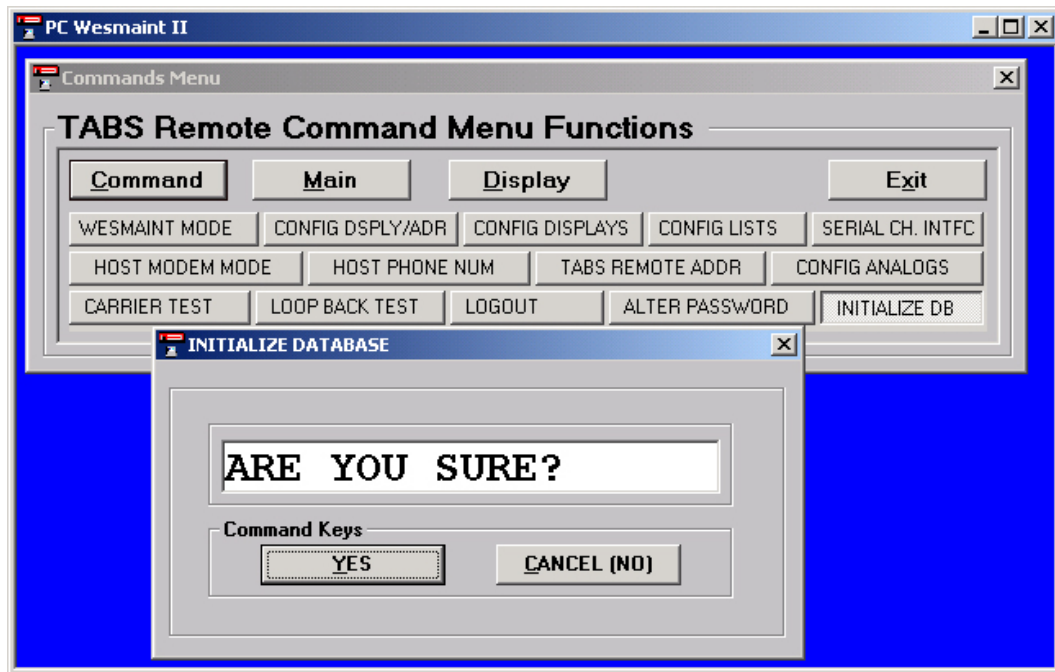 PC Wesmaint II
Commands Menu
TABS Remote Command Menu Functions
Command Main Display Exit
WESMAINT MODE CONFIG DSPLY/ADR CONFIG DISPLAYS CONFIG LISTS SERIAL CH. INTFC
HOST MODEM MODE HOST PHONE NUM TABS REMOTE ADDR CONFIG ANALOGS
CARRIER TEST LOOP BACK TEST LOGOUT ALTER PASSWORD INITIALIZE DB
INITIALIZE DATABASE
ARE YOU SURE?
Command Keys
YES CANCEL (NO)